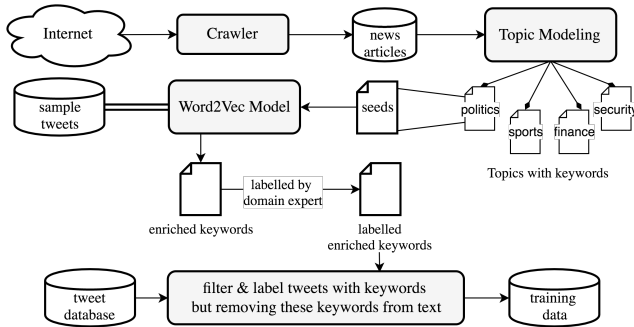 Internet
Crawler
news
articles
Topic Modeling
sample
tweets
Word2Vec Model
seeds
politics
sports
finance
security
Topics with keywords
enriched keywords
labelled by
domain expert
labelled
enriched keywords
tweet
database
filter & label tweets with keywords
but removing these keywords from text
training
data